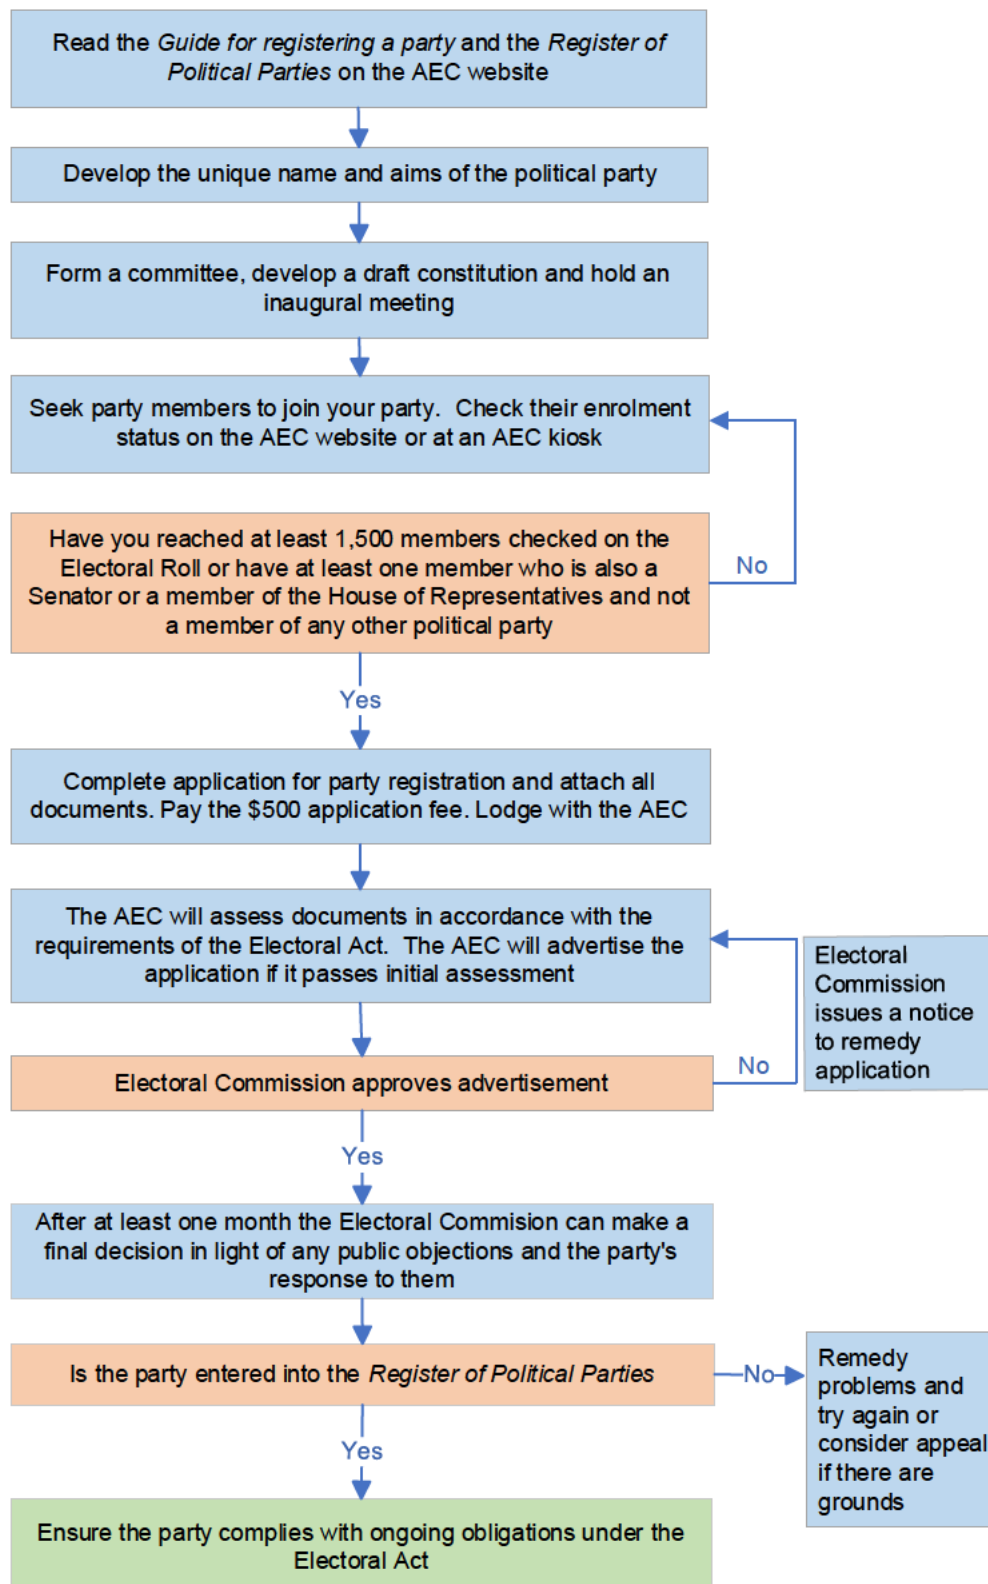 Read the Guide for registering a party and the Register of
Political Parties on the AEC website
Develop the unique name and aims of the political party
Form a committee, develop a draft constitution and hold an
inaugural meeting
Seek party members to join your party.  Check their enrolment
status on the AEC website or at an AEC kiosk
Have you reached at least 1,500 members checked on the
Electoral Roll or have at least one member who is also a
Senator or a member of the House of Representatives and not
a member of any other political party
No
Yes
Complete application for party registration and attach all
documents. Pay the $500 application fee. Lodge with the AEC
The AEC will assess documents in accordance with the
requirements of the Electoral Act.  The AEC will advertise the
application if it passes initial assessment
Electoral
Commission
issues a notice
to remedy
application
Electoral Commission approves advertisement
No
Yes
After at least one month the Electoral Commision can make a
final decision in light of any public objections and the party's
response to them
Is the party entered into the Register of Political Parties
No
Remedy
problems and
try again or
consider appeal
if there are
grounds
Yes
Ensure the party complies with ongoing obligations under the
Electoral Act